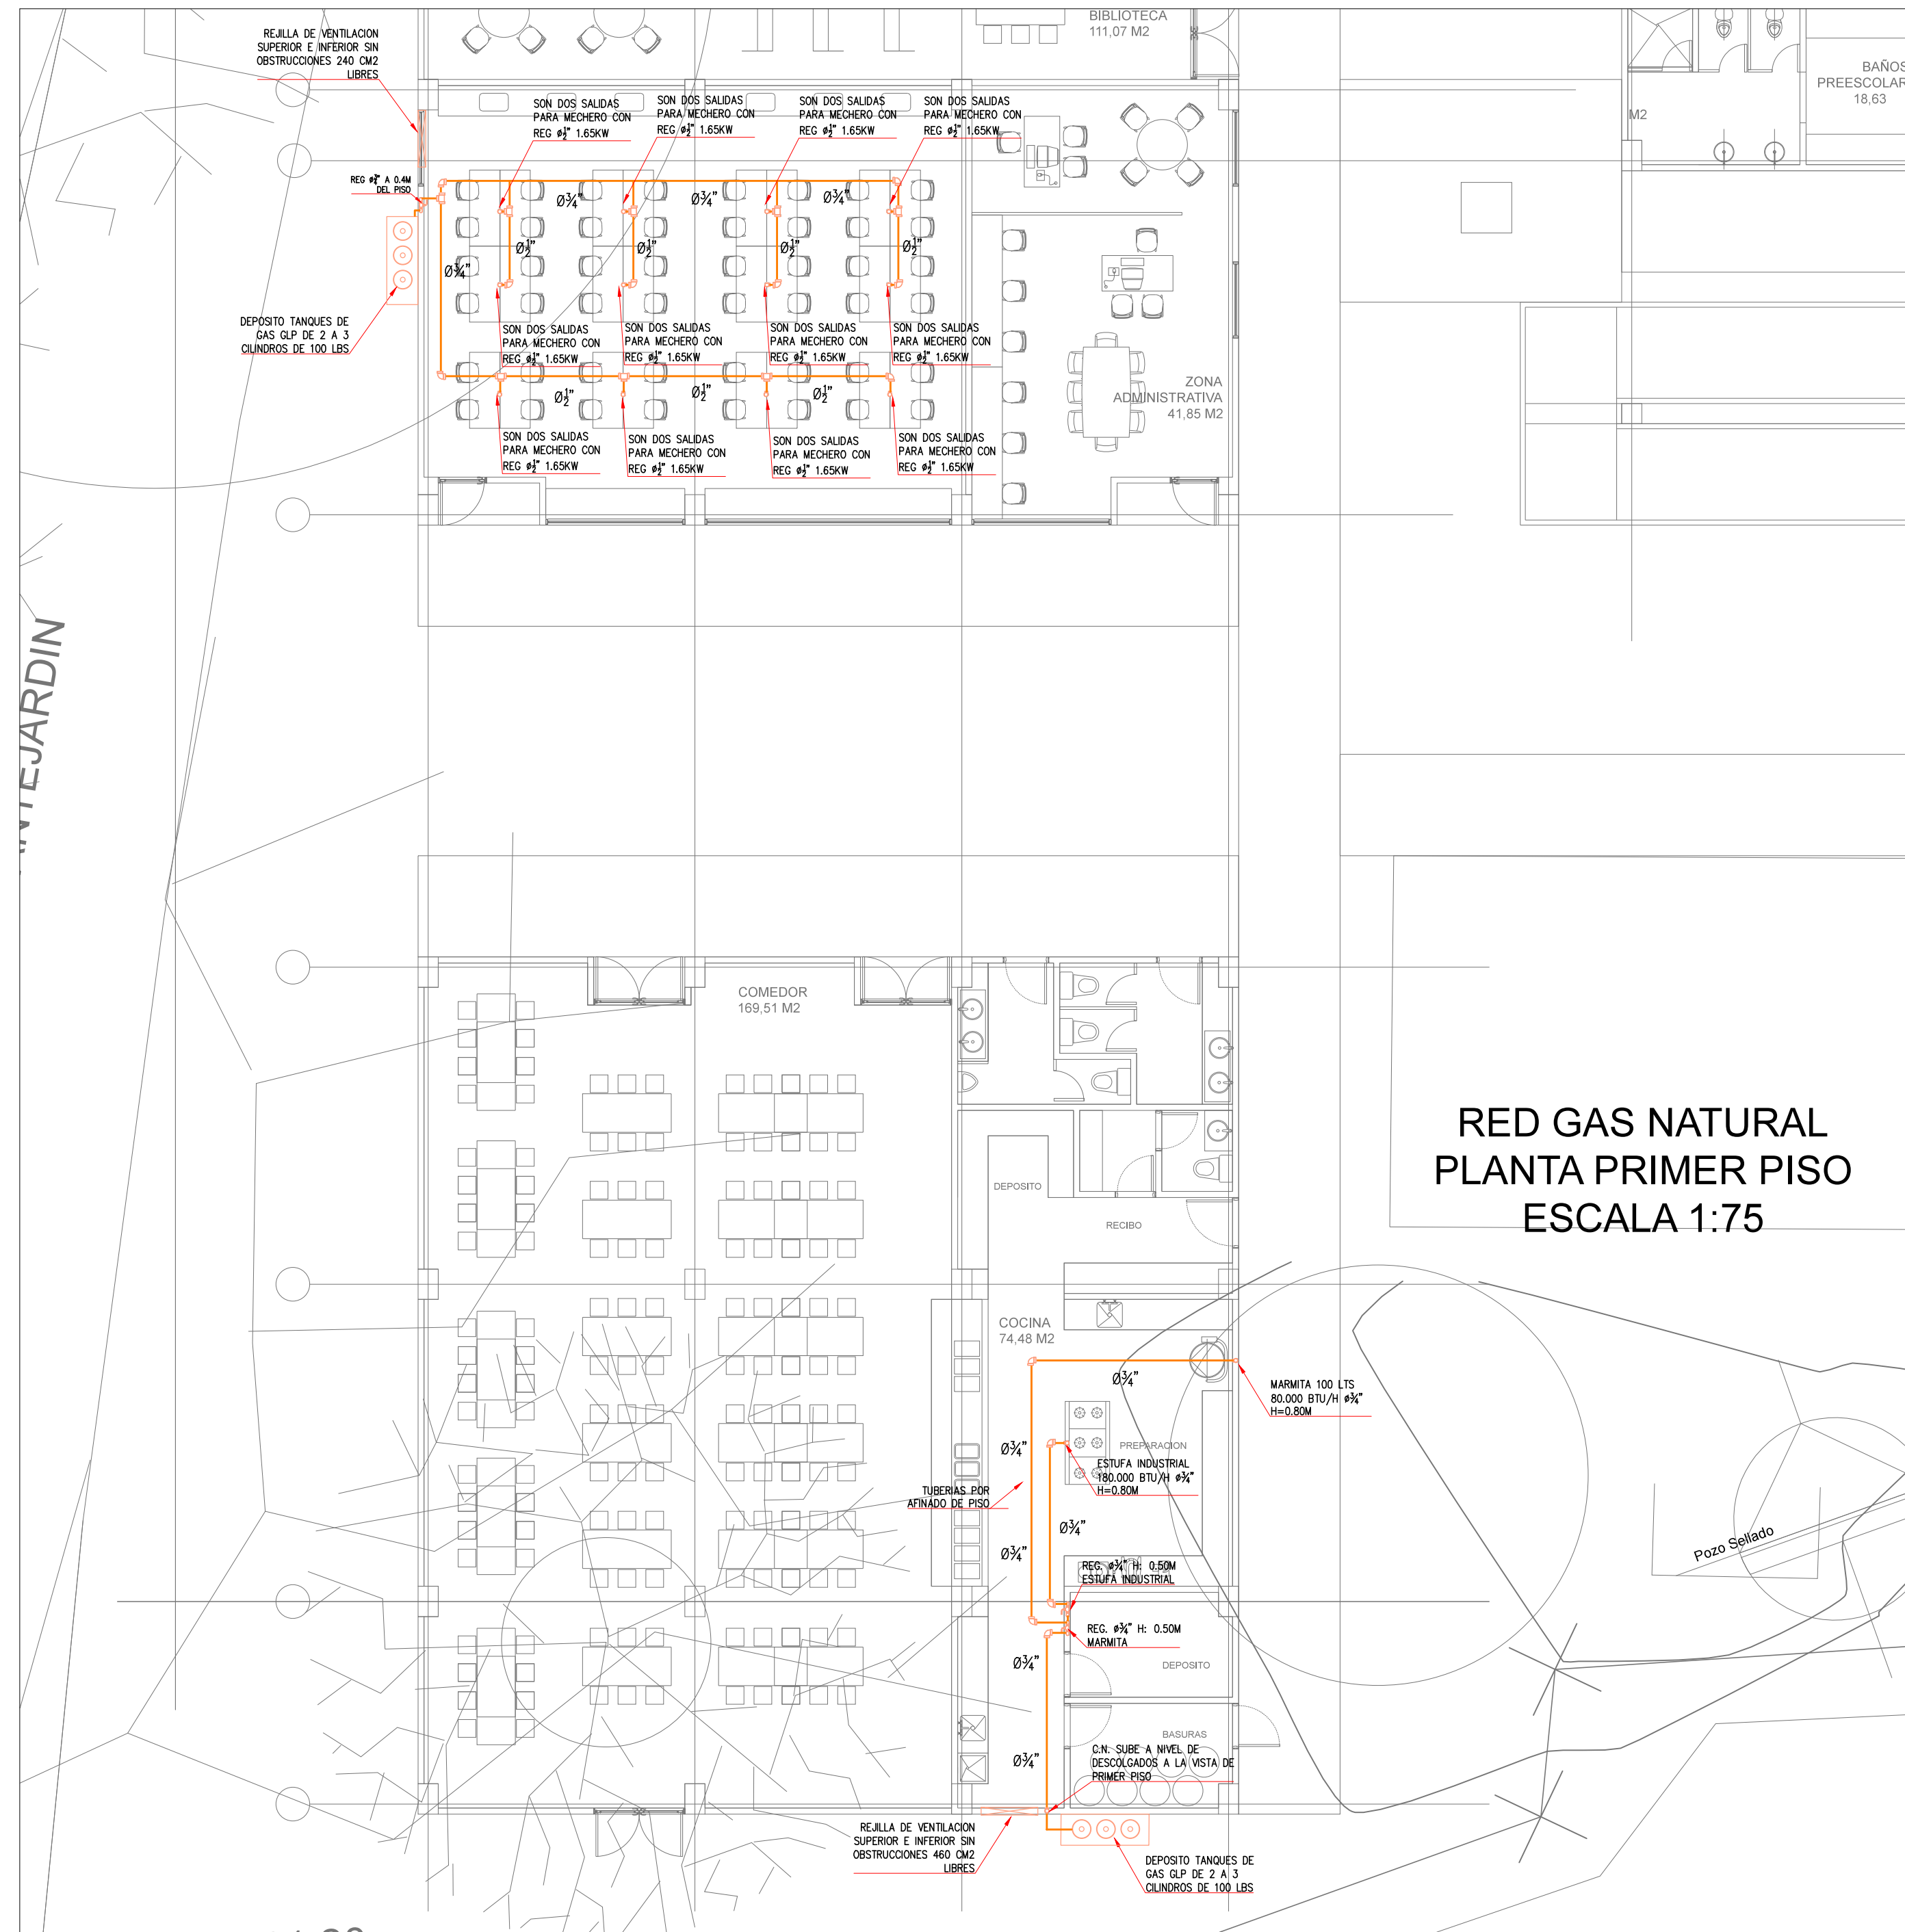 REJILLA DE VENTILACION
SUPERIOR E INFERIOR SIN
OBSTRUCCIONES 240 CM2
LIBRES
BIBLIOTECA
111,07 M2
BAÑOS
PREESCOLAR
18,63
M2
SON DOS SALIDAS
PARA MECHERO CON
REG ø½" 1.65KW
SON DOS SALIDAS
PARA MECHERO CON
REG ø½" 1.65KW
SON DOS SALIDAS
PARA MECHERO CON
REG ø½" 1.65KW
SON DOS SALIDAS
PARA MECHERO CON
REG ø½" 1.65KW
REG ø¾" A 0.4M
DEL PISO
Ø¾"
Ø¾"
Ø¾"
Ø½"
Ø½"
Ø½"
Ø½"
Ø¾"
DEPOSITO TANQUES DE
GAS GLP DE 2 A 3
CILINDROS DE 100 LBS
SON DOS SALIDAS
PARA MECHERO CON
REG ø½" 1.65KW
SON DOS SALIDAS
PARA MECHERO CON
REG ø½" 1.65KW
SON DOS SALIDAS
PARA MECHERO CON
REG ø½" 1.65KW
SON DOS SALIDAS
PARA MECHERO CON
REG ø½" 1.65KW
ZONA
ADMINISTRATIVA
41,85 M2
Ø½"
Ø½"
Ø½"
SON DOS SALIDAS
PARA MECHERO CON
REG ø½" 1.65KW
SON DOS SALIDAS
PARA MECHERO CON
REG ø½" 1.65KW
SON DOS SALIDAS
PARA MECHERO CON
REG ø½" 1.65KW
SON DOS SALIDAS
PARA MECHERO CON
REG ø½" 1.65KW
ANTEJARDIN
COMEDOR
169,51 M2
RED GAS NATURAL
PLANTA PRIMER PISO
ESCALA 1:75
DEPOSITO
RECIBO
COCINA
74,48 M2
Ø¾"
MARMITA 100 LTS
80.000 BTU/H ø¾"
H=0.80M
Ø¾"
PREPARACION
ESTUFA INDUSTRIAL
180.000 BTU/H ø¾"
H=0.80M
TUBERIAS POR
AFINADO DE PISO
Ø¾"
Ø¾"
Pozo Sellado
REG. ø¾" H: 0.50M
ESTUFA INDUSTRIAL
REG. ø¾" H: 0.50M
MARMITA
Ø¾"
DEPOSITO
BASURAS
C.N. SUBE A NIVEL DE
DESCOLGADOS A LA VISTA DE
PRIMER PISO
Ø¾"
REJILLA DE VENTILACION
SUPERIOR E INFERIOR SIN
OBSTRUCCIONES 460 CM2
LIBRES
DEPOSITO TANQUES DE
GAS GLP DE 2 A 3
CILINDROS DE 100 LBS